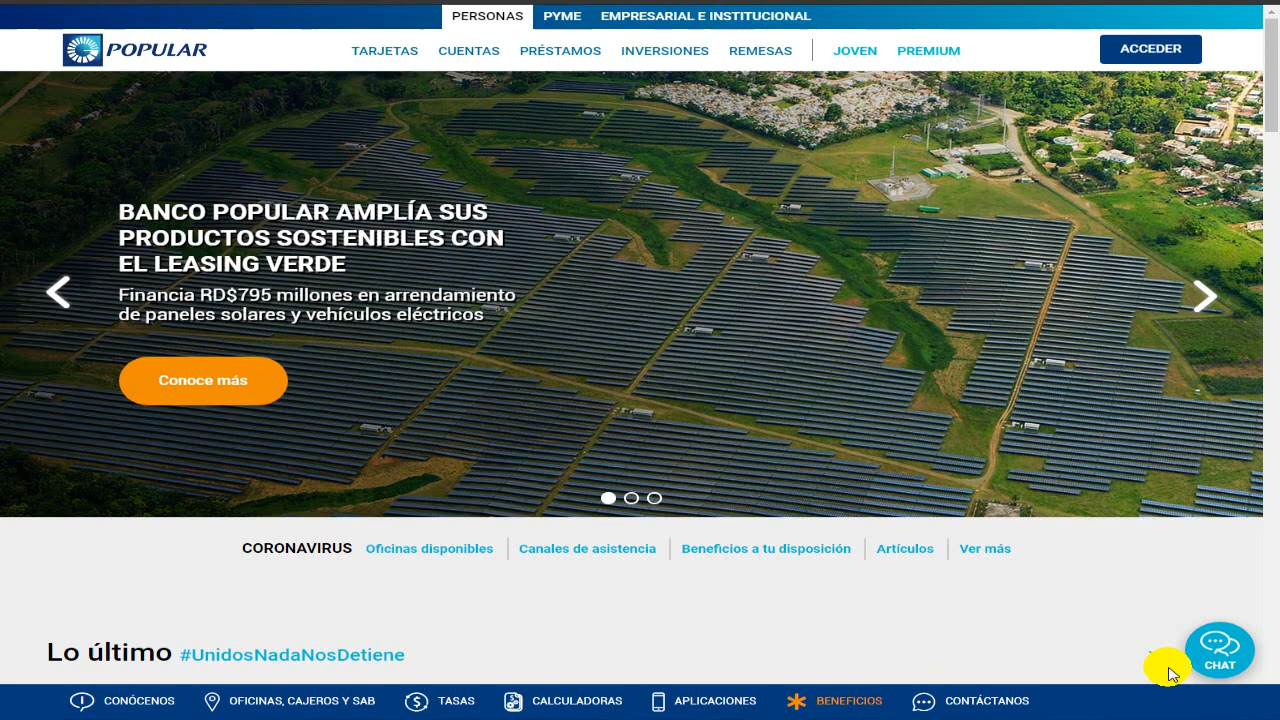 PERSONAS PYME EMPRESARIAL E INSTITUCIONAL
POPULAR TARJETAS CUENTAS PRÉSTAMOS INVERSIONES REMESAS JOVEN PREMIUM ACCEDER
BANCO POPULAR AMPLÍA SUS
PRODUCTOS SOSTENIBLES CON
EL LEASING VERDE
Financia RD$795 millones en arrendamiento
de paneles solares y vehículos eléctricos
Conoce más
CORONAVIRUS Oficinas disponibles Canales de asistencia Beneficios a tu disposición Artículos Ver más
Lo último #UnidosNadaNosDetiene
CHAT
CONÓCENOS OFICINAS, CAJEROS Y SAB TASAS CALCULADORAS APLICACIONES BENEFICIOS CONTÁCTANOS